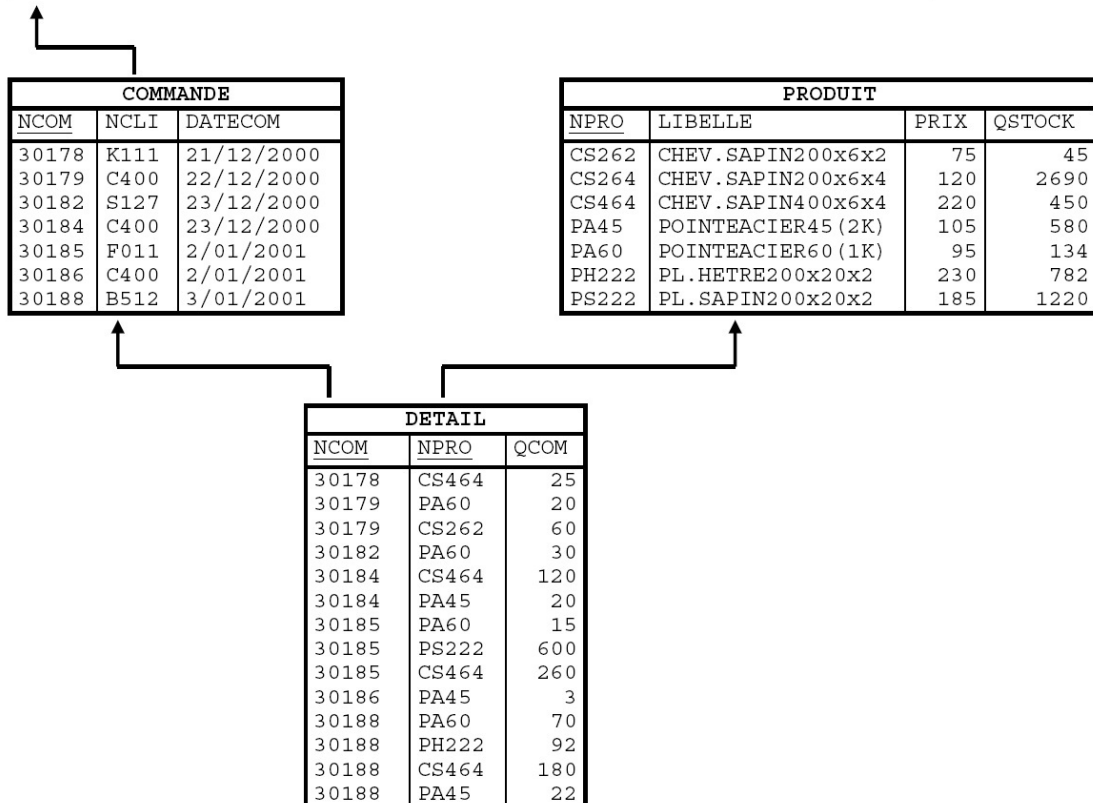 COMMANDE
NCOM NCLI DATECOM
30178 K111 21/12/2000
30179 C400 22/12/2000
30182 S127 23/12/2000
30184 C400 23/12/2000
30185 F011 2/01/2001
30186 C400 2/01/2001
30188 B512 3/01/2001
PRODUIT
NPRO LIBELLE PRIX QSTOCK
CS262 CHEV.SAPIN200x6x2 75 45
CS264 CHEV.SAPIN200x6x4 120 2690
CS464 CHEV.SAPIN400x6x4 220 450
PA45 POINTEACIER45(2K) 105 580
PA60 POINTEACIER60(1K) 95 134
PH222 PL.HETRE200x20x2 230 782
PS222 PL.SAPIN200x20x2 185 1220
DETAIL
NCOM NPRO QCOM
30178 CS464 25
30179 PA60 20
30179 CS262 60
30182 PA60 30
30184 CS464 120
30184 PA45 20
30185 PA60 15
30185 PS222 600
30185 CS464 260
30186 PA45 3
30188 PA60 70
30188 PH222 92
30188 CS464 180
30188 PA45 22